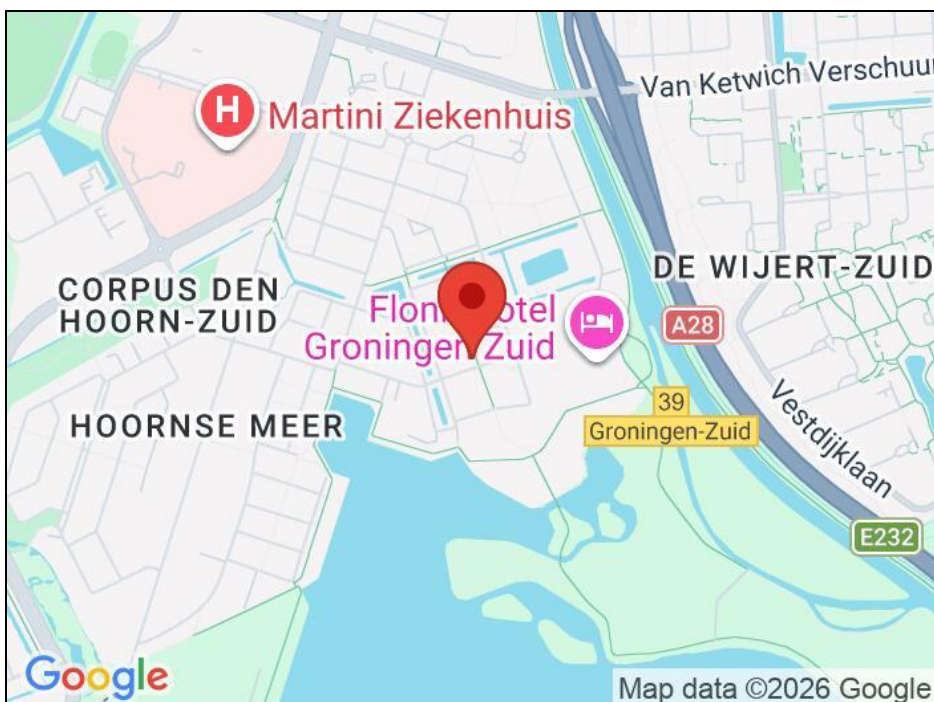 Van Ketwich Verschuur
H
Martini Ziekenhuis
CORPUS DEN
HOORN-ZUID
DE WIJERT-ZUID
Hotel
Groningen Zuid
A28
39
Groningen-Zuid
HOORNSE MEER
Vestdijklaan
E232
Google
Map data ©2026 Google